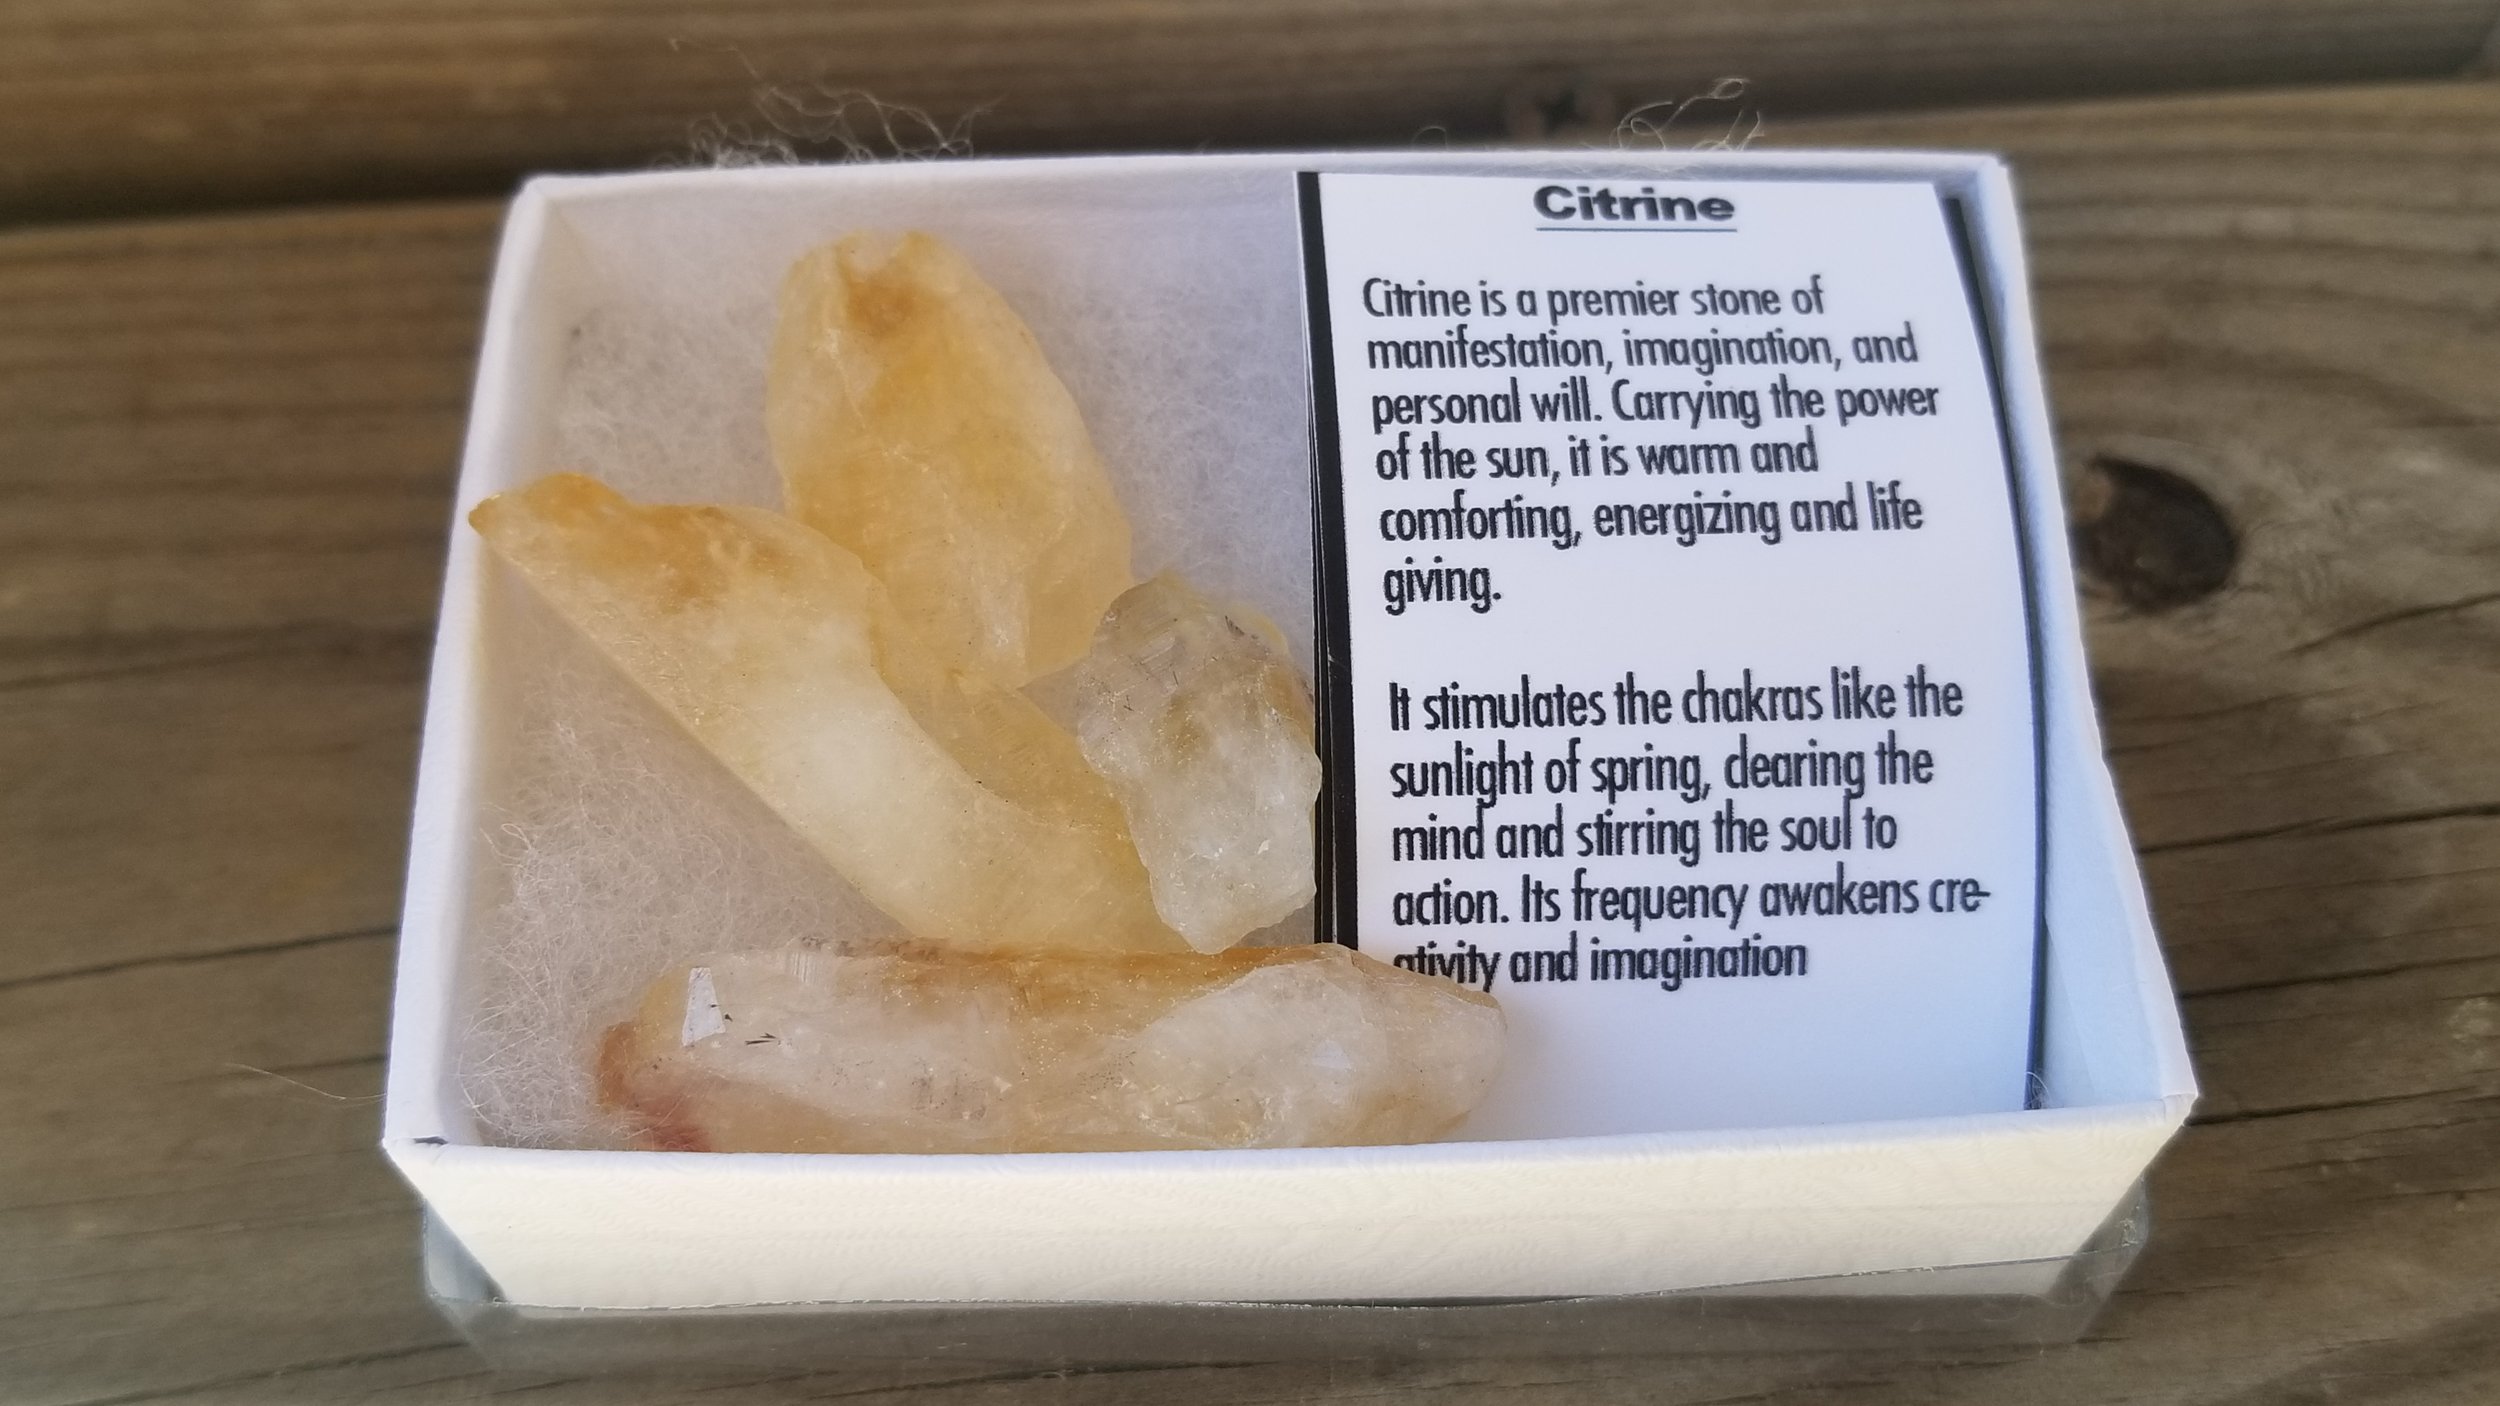 Citrine
Citrine is a premier stone of
manifestation, imagination, and
personal will. Carrying the power
of the sun, it is warm and
comforting, energizing and life
giving.
It stimulates the chakras like the
sunlight of spring, clearing the
mind and stirring the soul to
action. Its frequency awakens cre-
ativity and imagination